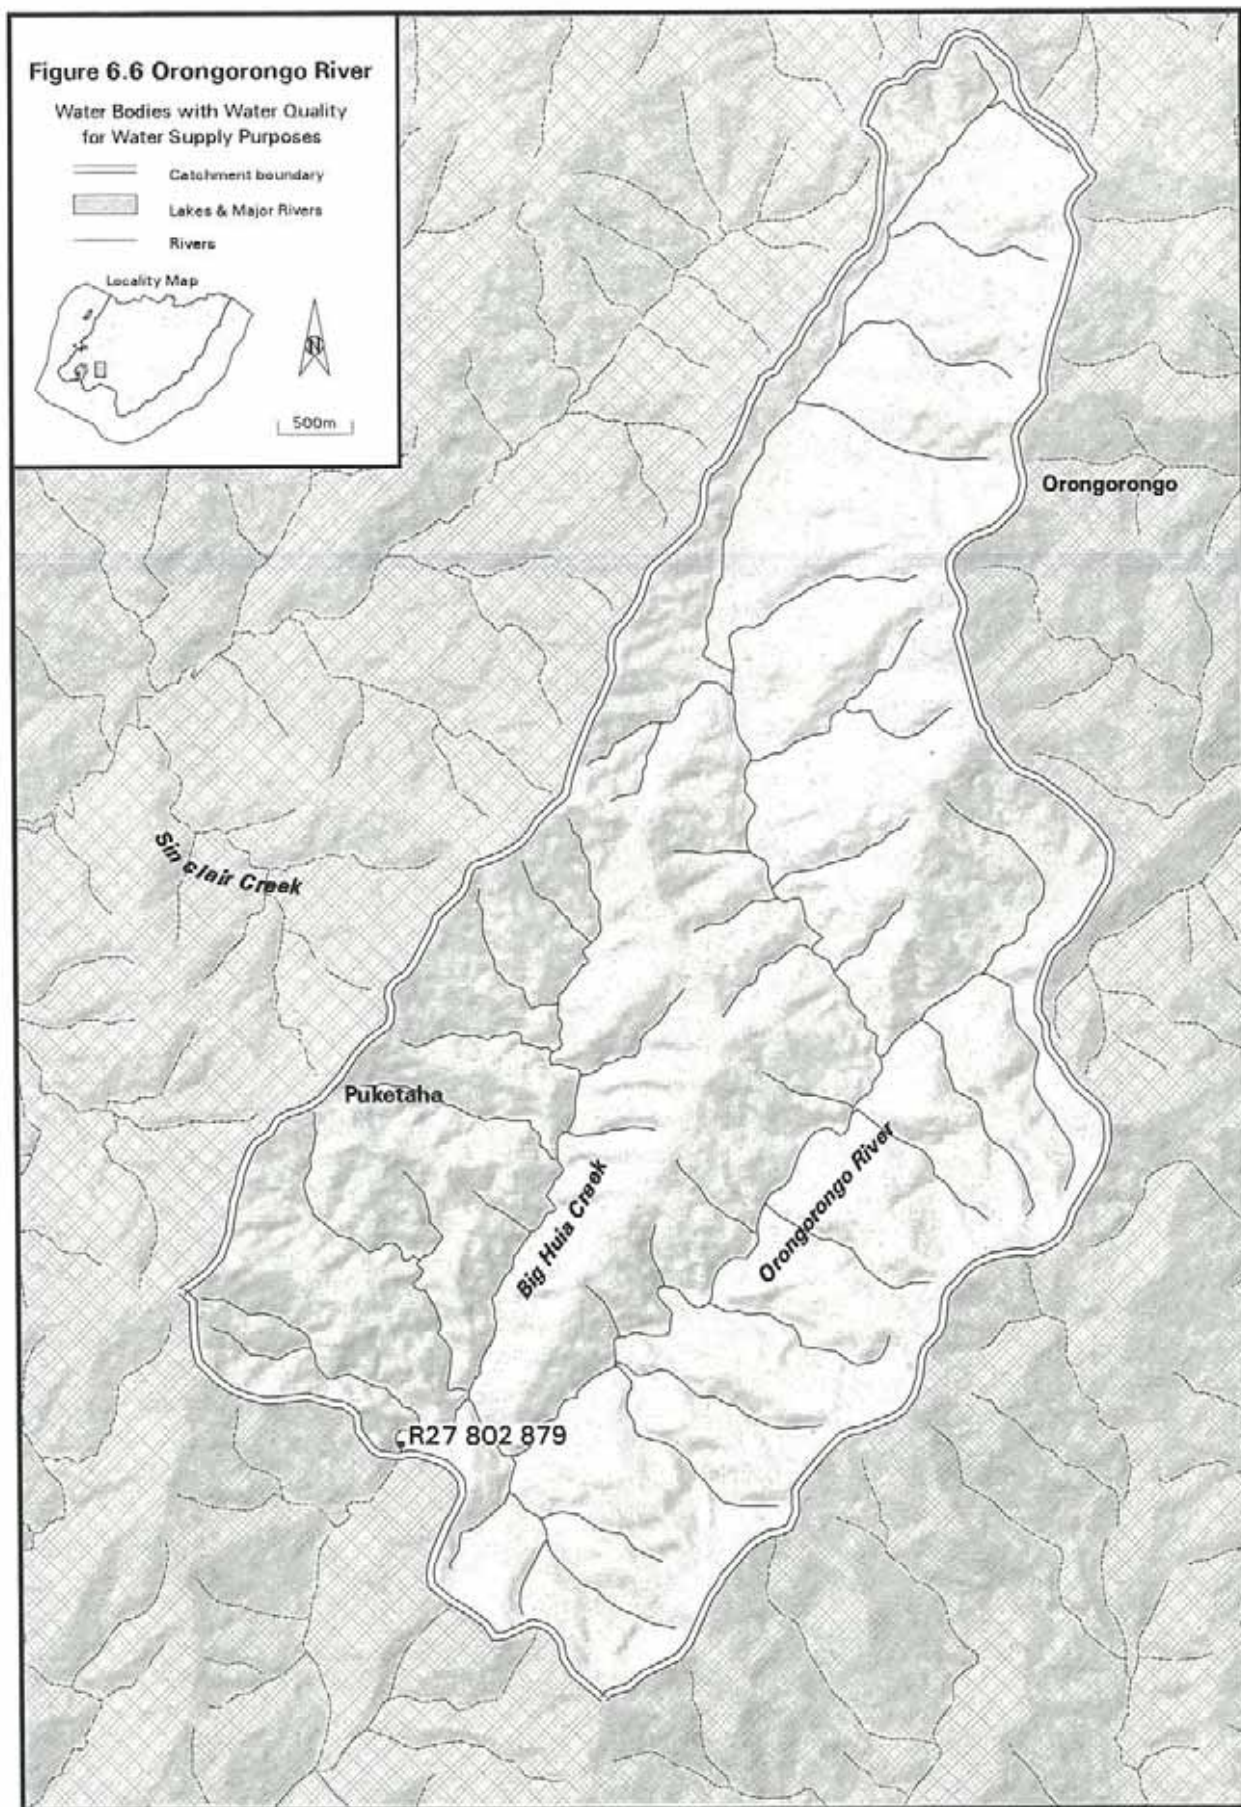 Figure 6.6 Orongorongo River
Water Bodies with Water Quality
for Water Supply Purposes
Catchment boundary
Lakes & Major Rivers
Rivers
Locality Map
N
500m
Orongorongo
Sinclair Creek
Puketaha
Big Huia Creek
Orongorongo River
R27 802 879